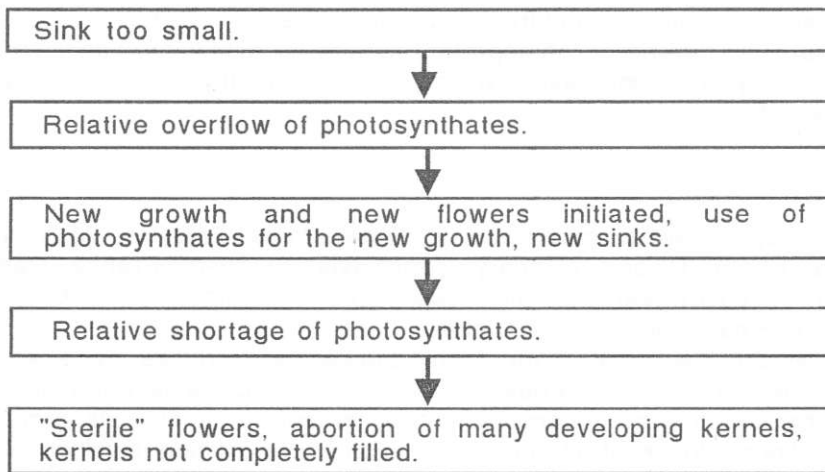 Sink too small.
Relative overflow of photosynthates.
New growth and new flowers initiated, use of
photosynthates for the new growth, new sinks.
Relative shortage of photosynthates.
"Sterile" flowers, abortion of many developing kernels,
kernels not completely filled.